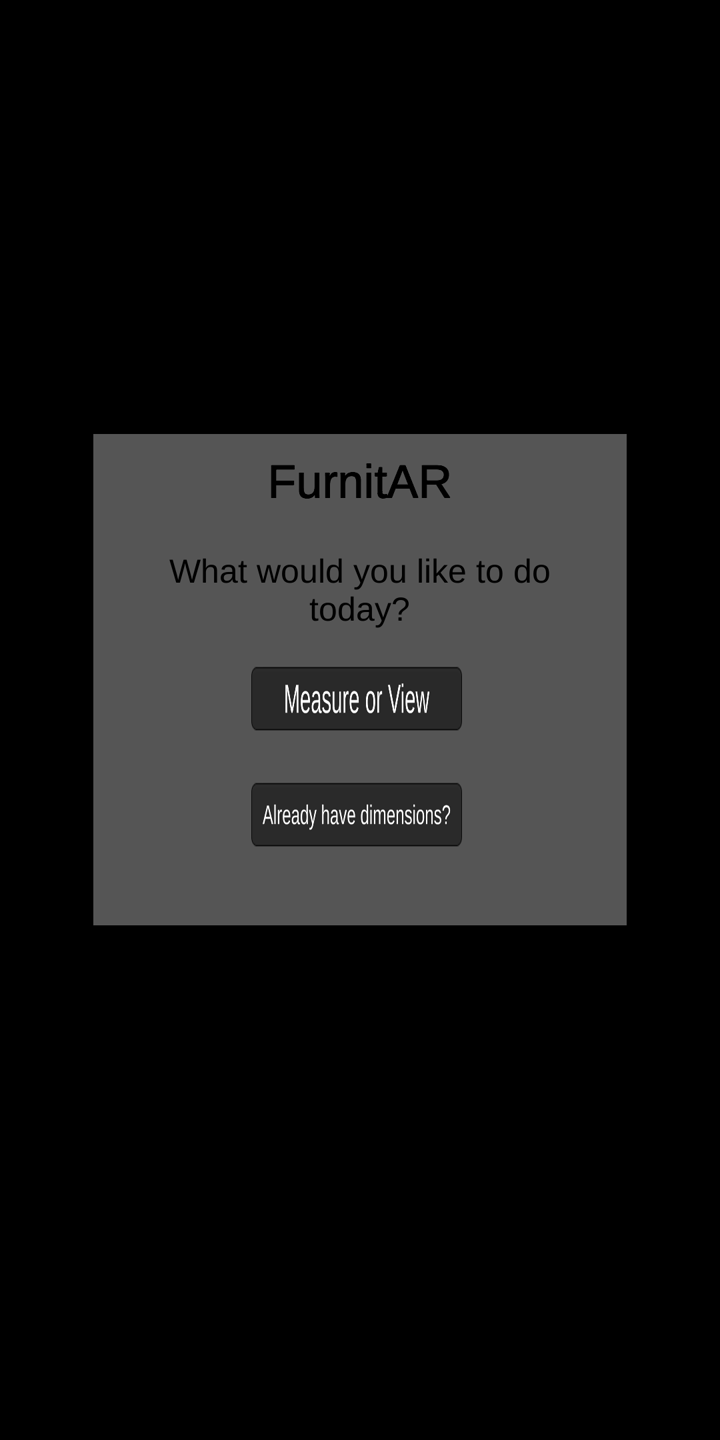 FurnitAR
What would you like to do
today?
Measure or View
Already have dimensions?